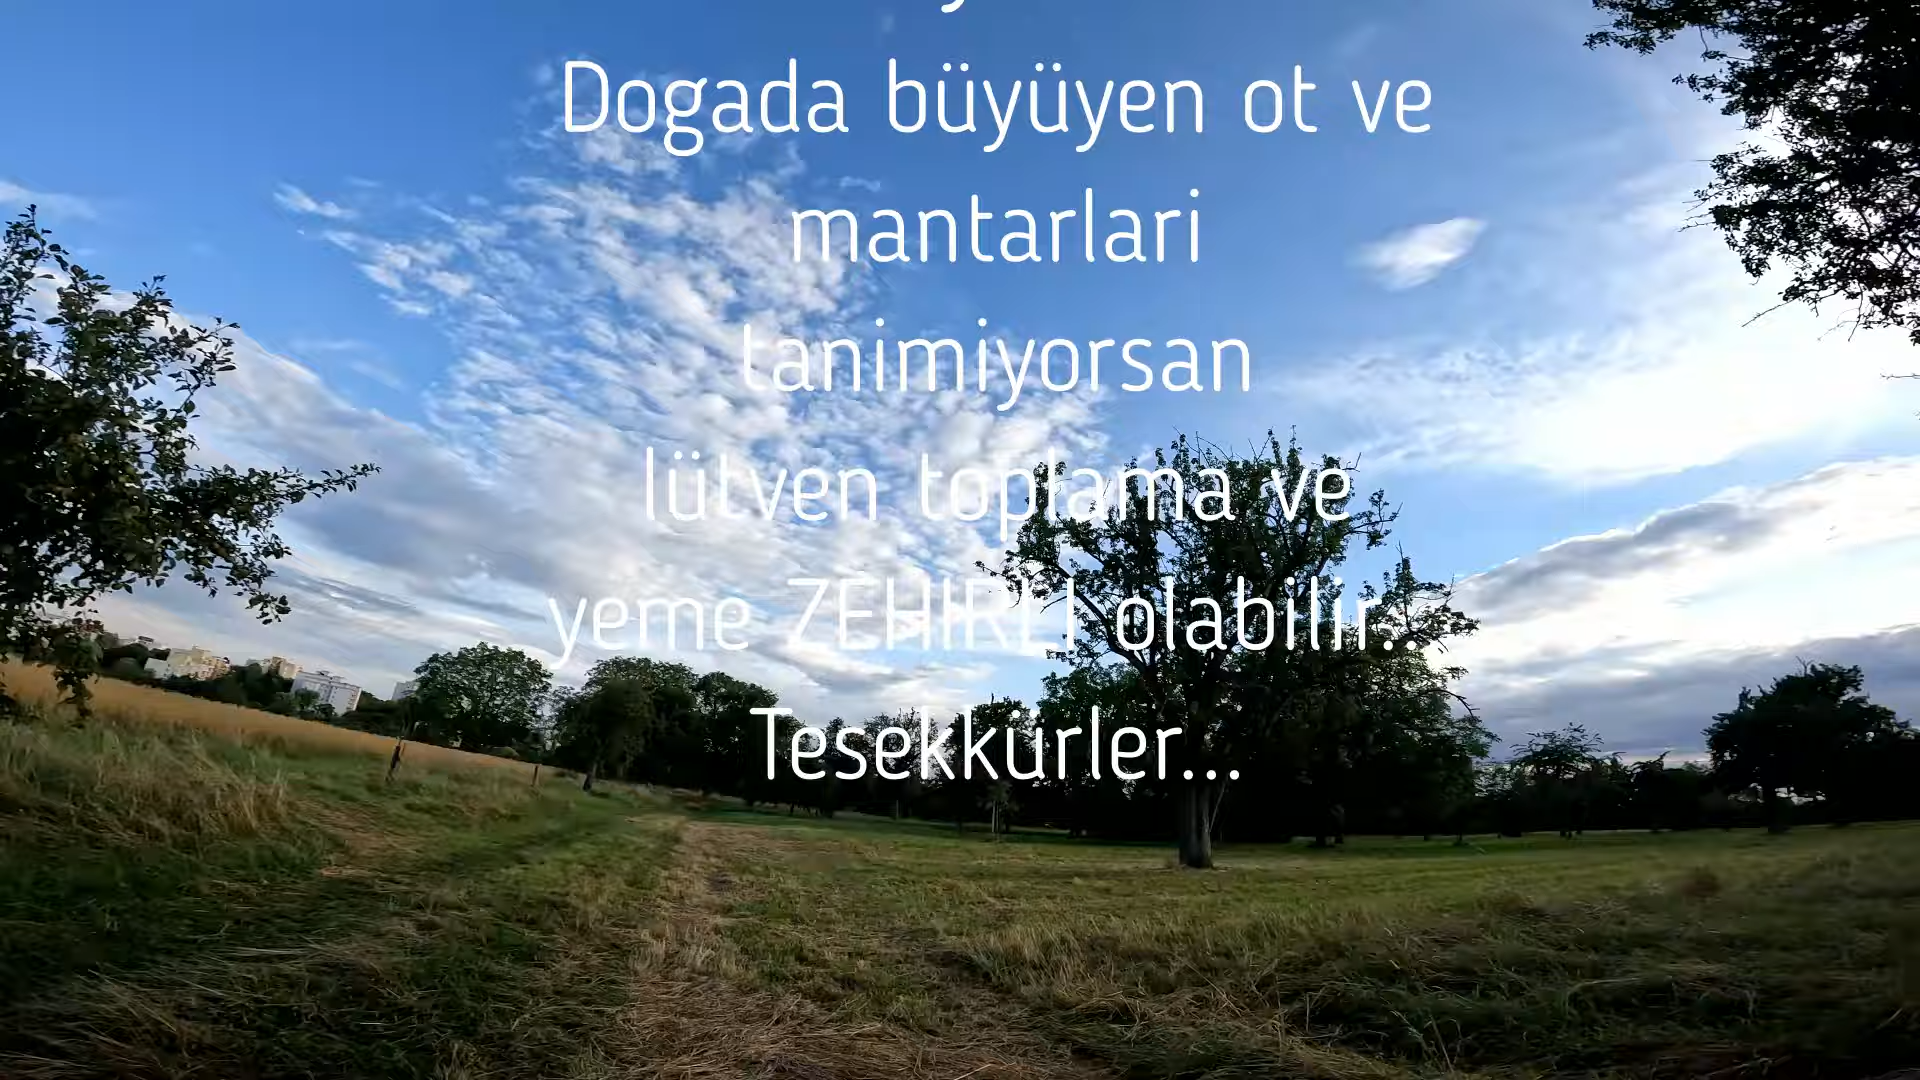 Dogada büyüyen ot ve
mantarlari
tanimiyorsan
lütven toplama ve
yeme ZEHIRLI olabilir...
Tesekkürler...